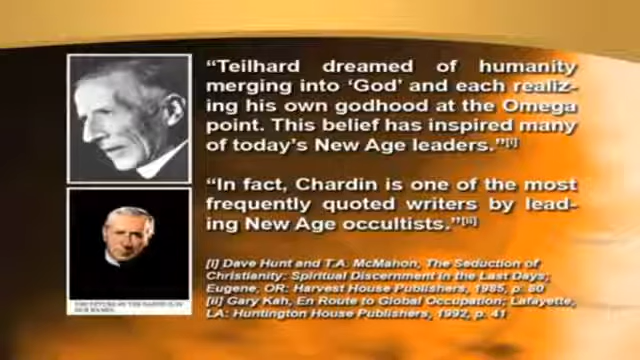 “Teilhard dreamed of humanity
merging into ‘God’ and each realiz-
ing his own godhood at the Omega
point. This belief has inspired many
of today’s New Age leaders.”[i]
“In fact, Chardin is one of the most
frequently quoted writers by lead-
ing New Age occultists.”[ii]
[i] Dave Hunt and T.A. McMahon, The Seduction of
Christianity: Spiritual Discernment in the Last Days;
Eugene, OR: Harvest House Publishers, 1985, p. 80
[ii] Gary Kah, En Route to Global Occupation; Lafayette,
LA: Huntington House Publishers, 1992, p. 41